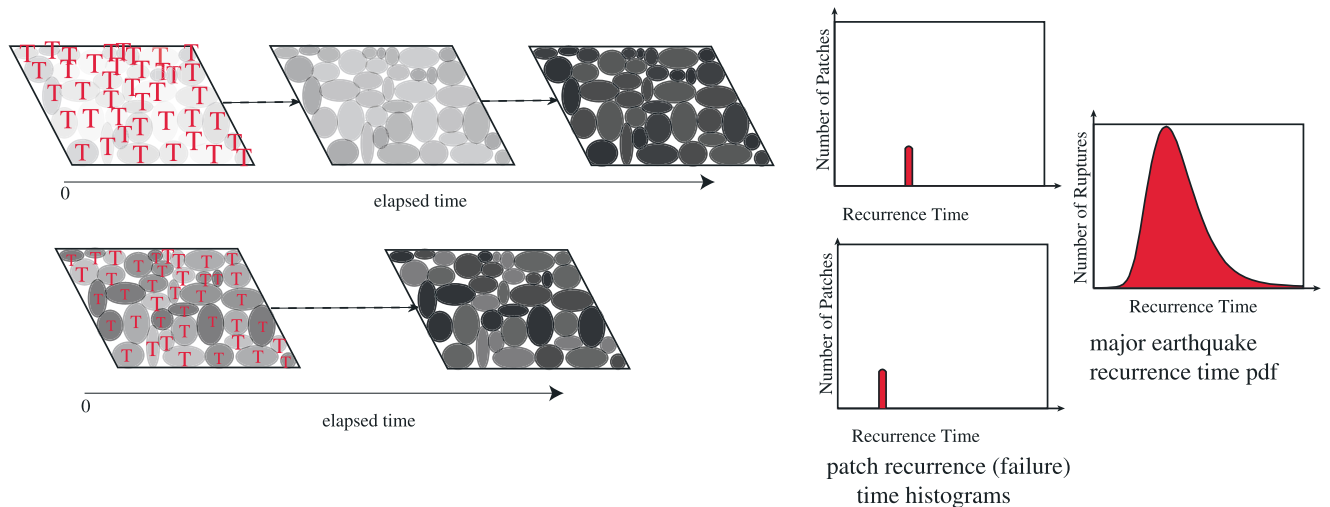 0
elapsed time
0
elapsed time
Number of Patches
Recurrence Time
Number of Patches
Recurrence Time
patch recurrence (failure)
time histograms
Number of Ruptures
Recurrence Time
major earthquake
recurrence time pdf